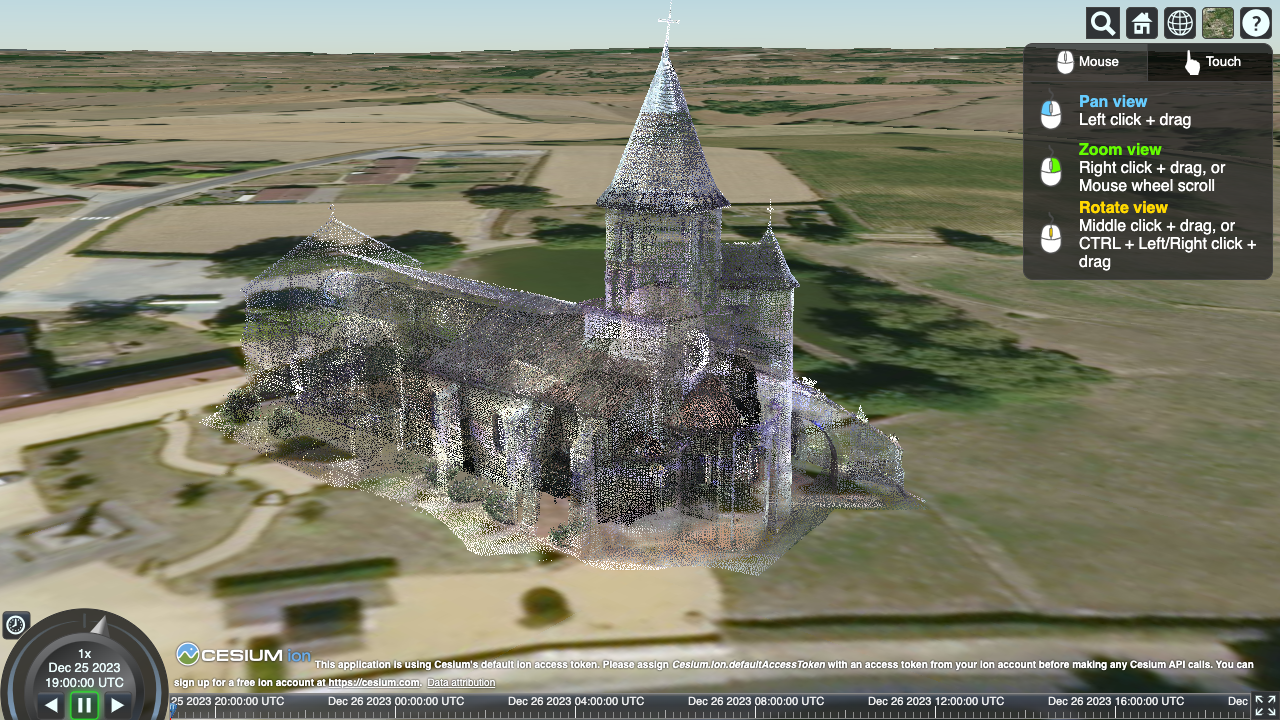 Mouse
Touch
Pan view
Left click + drag
Zoom view
Right click + drag, or
Mouse wheel scroll
Rotate view
Middle click + drag, or
CTRL + Left/Right click +
drag
?
1x
Dec 25 2023
19:00:00 UTC
CESIUM ion This application is using Cesium's default ion access token. Please assign Cesium.Ion.defaultAccessToken with an access token from your ion account before making any Cesium API calls. You can
sign up for a free ion account at https://cesium.com. Data attribution
25 2023 20:00:00 UTC Dec 26 2023 00:00:00 UTC Dec 26 2023 04:00:00 UTC Dec 26 2023 08:00:00 UTC Dec 26 2023 12:00:00 UTC Dec 26 2023 16:00:00 UTC Dec